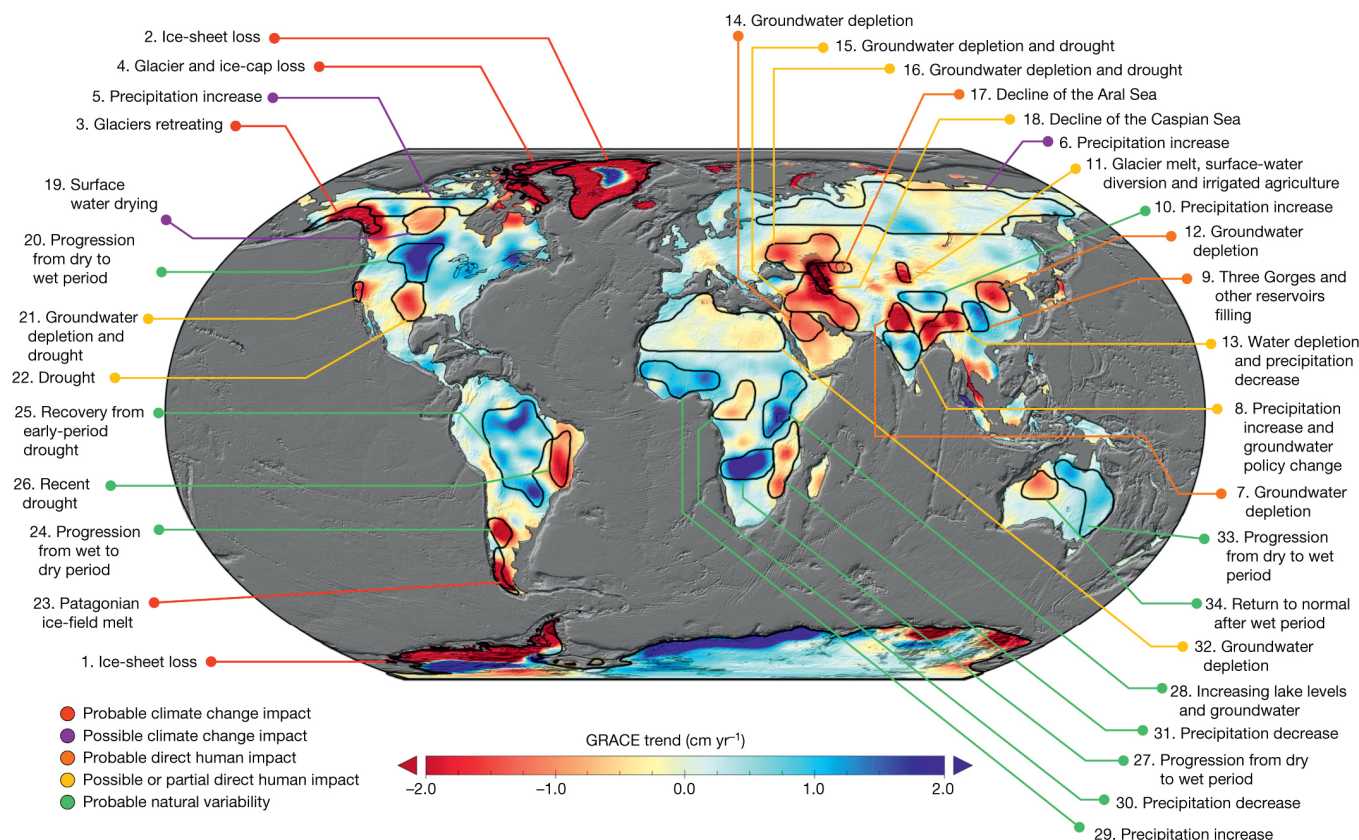 2. Ice-sheet loss
4. Glacier and ice-cap loss
5. Precipitation increase
3. Glaciers retreating
19. Surface
water drying
20. Progression
from dry to
wet period
21. Groundwater
depletion and
drought
22. Drought
25. Recovery from
early-period
drought
26. Recent
drought
24. Progression
from wet to
dry period
23. Patagonian
ice-field melt
1. Ice-sheet loss
14. Groundwater depletion
15. Groundwater depletion and drought
16. Groundwater depletion and drought
17. Decline of the Aral Sea
18. Decline of the Caspian Sea
6. Precipitation increase
11. Glacier melt, surface-water
diversion and irrigated agriculture
10. Precipitation increase
12. Groundwater
depletion
9. Three Gorges and
other reservoirs
filling
13. Water depletion
and precipitation
decrease
8. Precipitation
increase and
groundwater
policy change
7. Groundwater
depletion
33. Progression
from dry to wet
period
34. Return to normal
after wet period
32. Groundwater
depletion
28. Increasing lake levels
and groundwater
31. Precipitation decrease
27. Progression from dry
to wet period
30. Precipitation decrease
29. Precipitation increase
Probable climate change impact
Possible climate change impact
Probable direct human impact
Possible or partial direct human impact
Probable natural variability
GRACE trend (cm yr⁻¹)
−2.0 −1.0 0.0 1.0 2.0